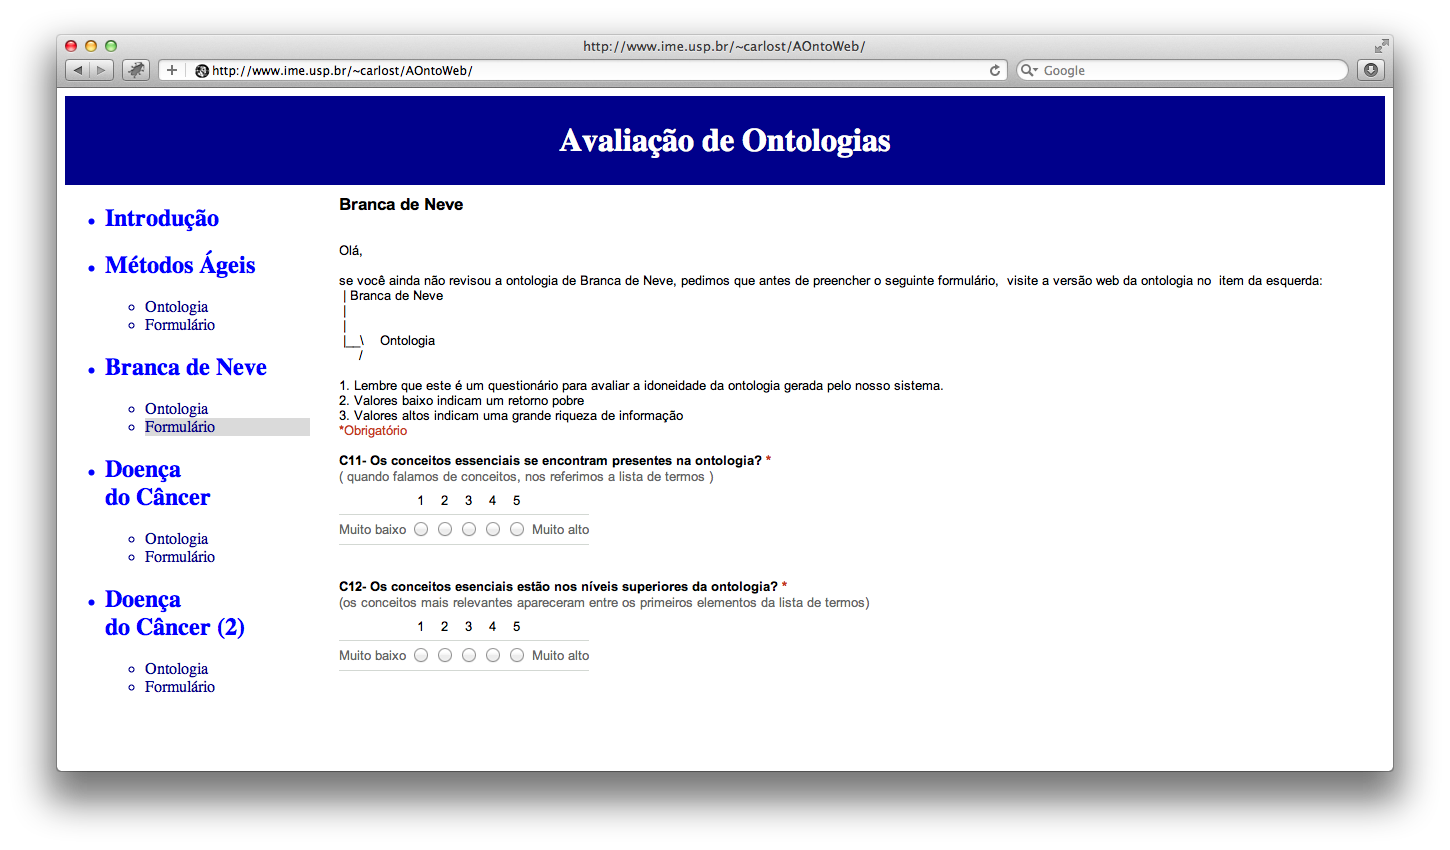 http://www.ime.usp.br/~carlost/AOntoWeb/
http://www.ime.usp.br/~carlost/AOntoWeb/
Google
Avaliação de Ontologias
Introdução
Métodos Ágeis
Ontologia
Formulário
Branca de Neve
Ontologia
Formulário
Doença
do Câncer
Ontologia
Formulário
Doença
do Câncer (2)
Ontologia
Formulário
Branca de Neve
Olá,
se você ainda não revisou a ontologia de Branca de Neve, pedimos que antes de preencher o seguinte formulário,  visite a versão web da ontologia no  item da esquerda:
| Branca de Neve
|
|
|__\    Ontologia
/
1. Lembre que este é um questionário para avaliar a idoneidade da ontologia gerada pelo nosso sistema.
2. Valores baixo indicam um retorno pobre
3. Valores altos indicam uma grande riqueza de informação
*Obrigatório
C11- Os conceitos essenciais se encontram presentes na ontologia? *
( quando falamos de conceitos, nos referimos a lista de termos )
1 2 3 4 5
Muito baixo Muito alto
C12- Os conceitos esenciais estão nos níveis superiores da ontologia? *
(os conceitos mais relevantes apareceram entre os primeiros elementos da lista de termos)
1 2 3 4 5
Muito baixo Muito alto